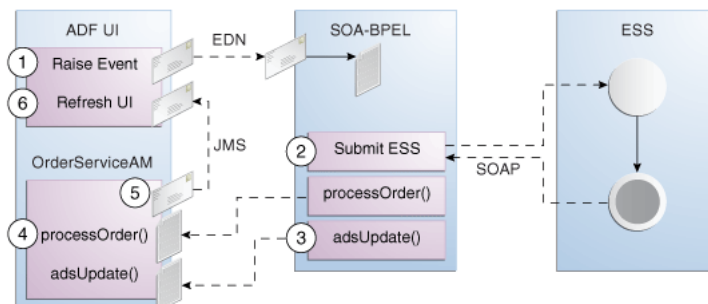 ADF UI
SOA-BPEL
ESS
EDN
1 Raise Event
6 Refresh UI
JMS
OrderServiceAM
2 Submit ESS
SOAP
5
processOrder()
4 processOrder()
3 adsUpdate()
adsUpdate()